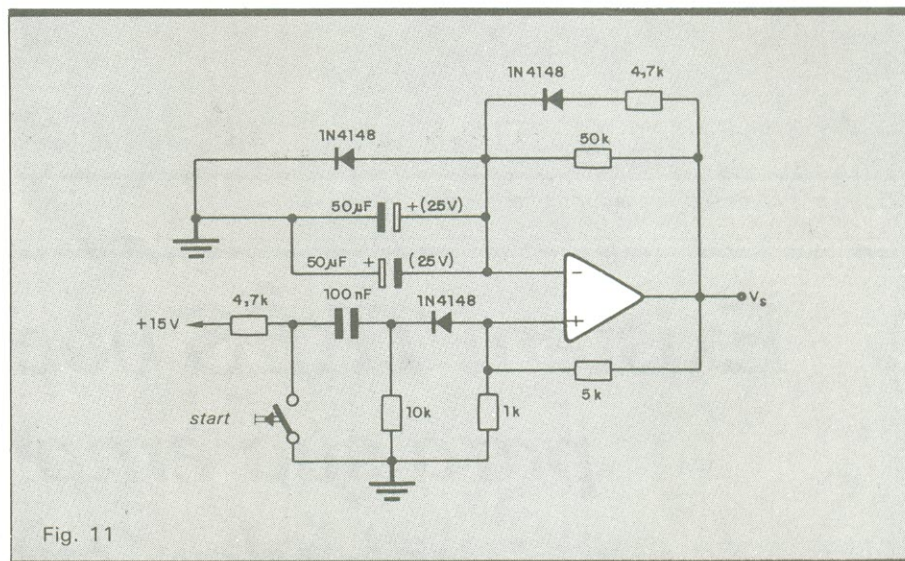 1N4148
4,7k
1N4148
50k
50µF
+(25V)
50µF
+
(25V)
4,7k
100nF
1N4148
-
+15V
+
Vs
5k
start
10k
1k
Fig. 11